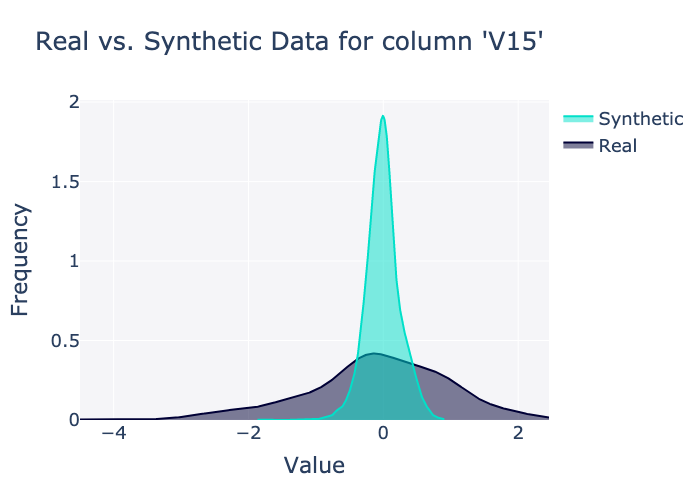 Real vs. Synthetic Data for column 'V15'
Synthetic
Real
2
1.5
1
0.5
0
−4
−2
0
2
Frequency
Value